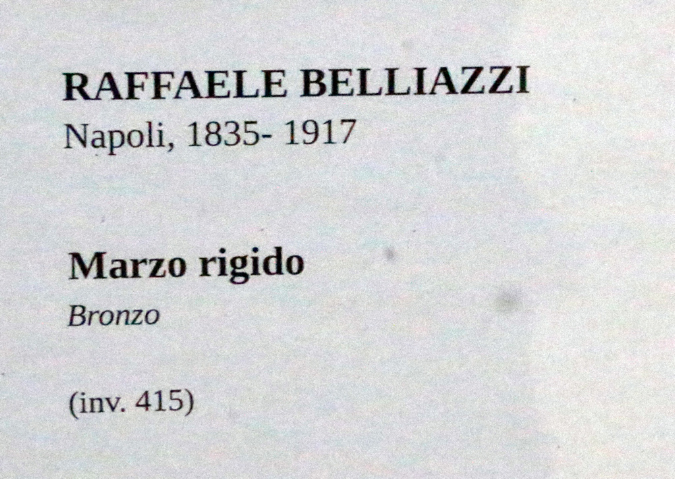 RAFFAELE BELLIAZZI
Napoli, 1835- 1917
Marzo rigido
Bronzo
(inv. 415)